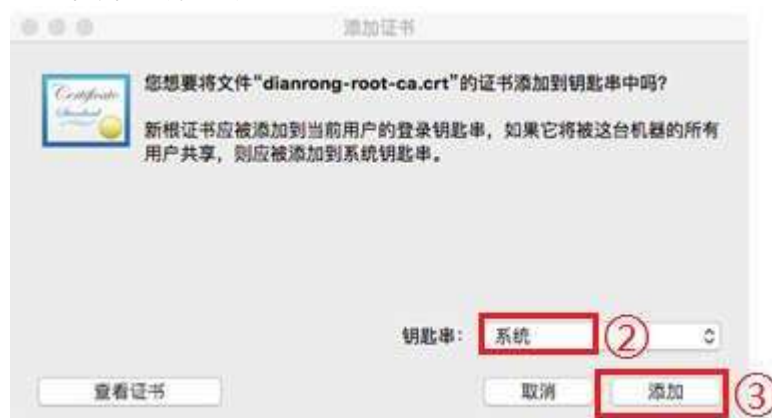 添加证书
Certificate
Standard
您想要将文件“dianrong-root-ca.crt”的证书添加到钥匙串中吗？
新根证书应被添加到当前用户的登录钥匙串，如果它将被这台机器的所有
用户共享，则应被添加到系统钥匙串。
钥匙串：
系统
②
查看证书
取消
添加
③